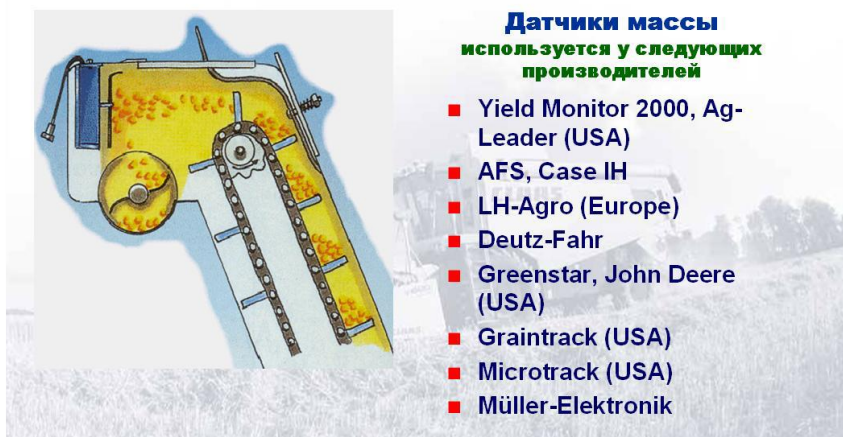 Датчики массы
используется у следующих
производителей
Yield Monitor 2000, Ag-
Leader (USA)
AFS, Case IH
LH-Agro (Europe)
Deutz-Fahr
Greenstar, John Deere
(USA)
Graintrack (USA)
Microtrack (USA)
Müller-Elektronik
CLAAS